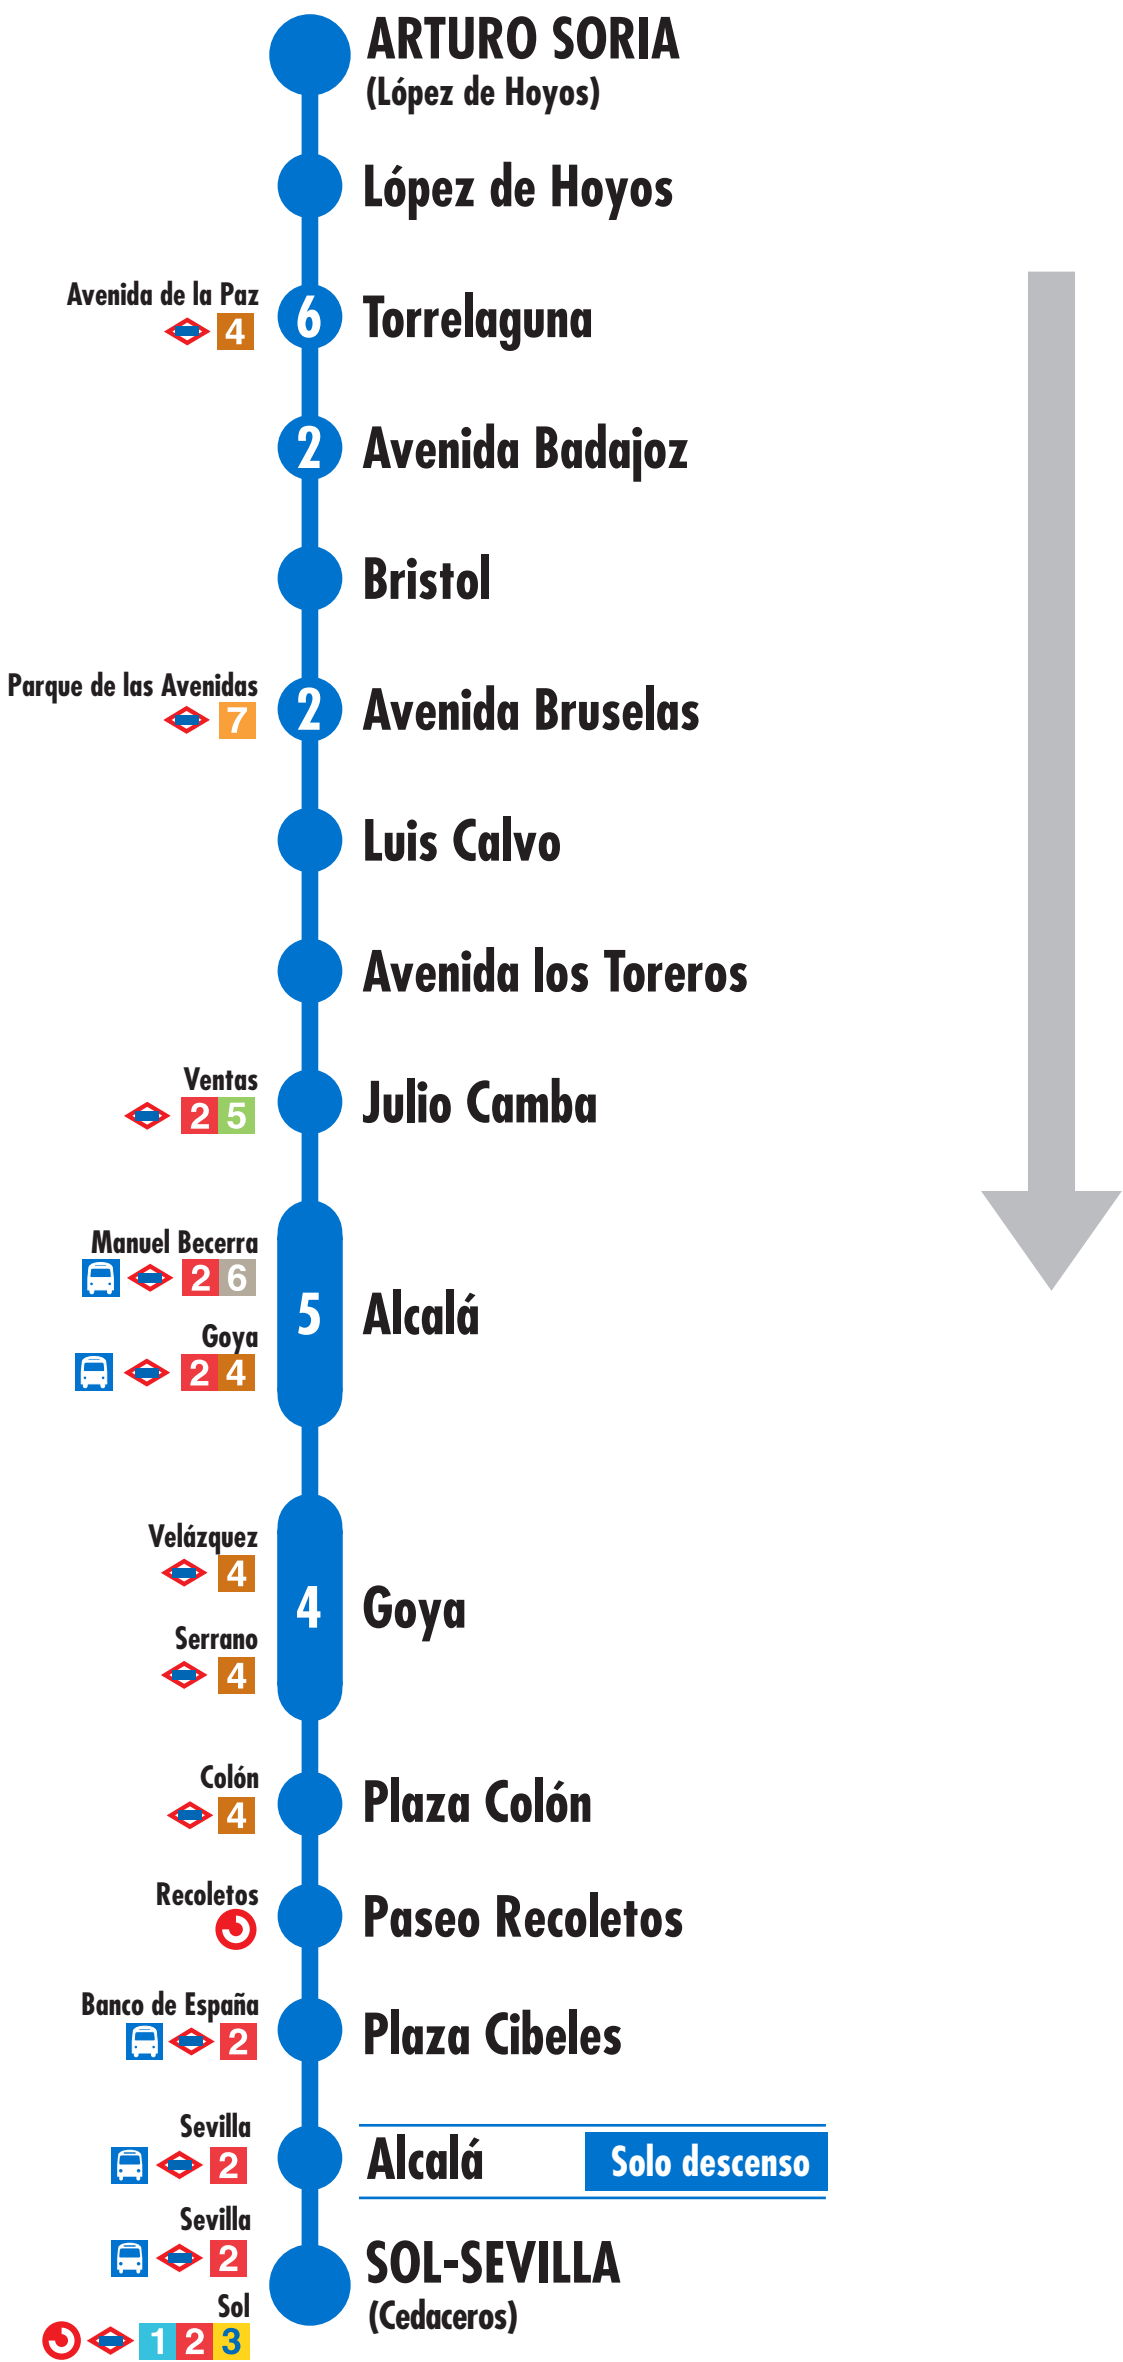 ARTURO SORIA
(López de Hoyos)
López de Hoyos
Avenida de la Paz
4
6
Torrelaguna
2
Avenida Badajoz
Bristol
Parque de las Avenidas
7
2
Avenida Bruselas
Luis Calvo
Avenida los Toreros
Ventas
2 5
Julio Camba
Manuel Becerra
2 6
Goya
2 4
5
Alcalá
Velázquez
4
Serrano
4
4
Goya
Colón
4
Plaza Colón
Recoletos
Paseo Recoletos
Banco de España
2
Plaza Cibeles
Sevilla
2
Alcalá
Solo descenso
Sevilla
2
SOL-SEVILLA
(Cedaceros)
Sol
1 2 3